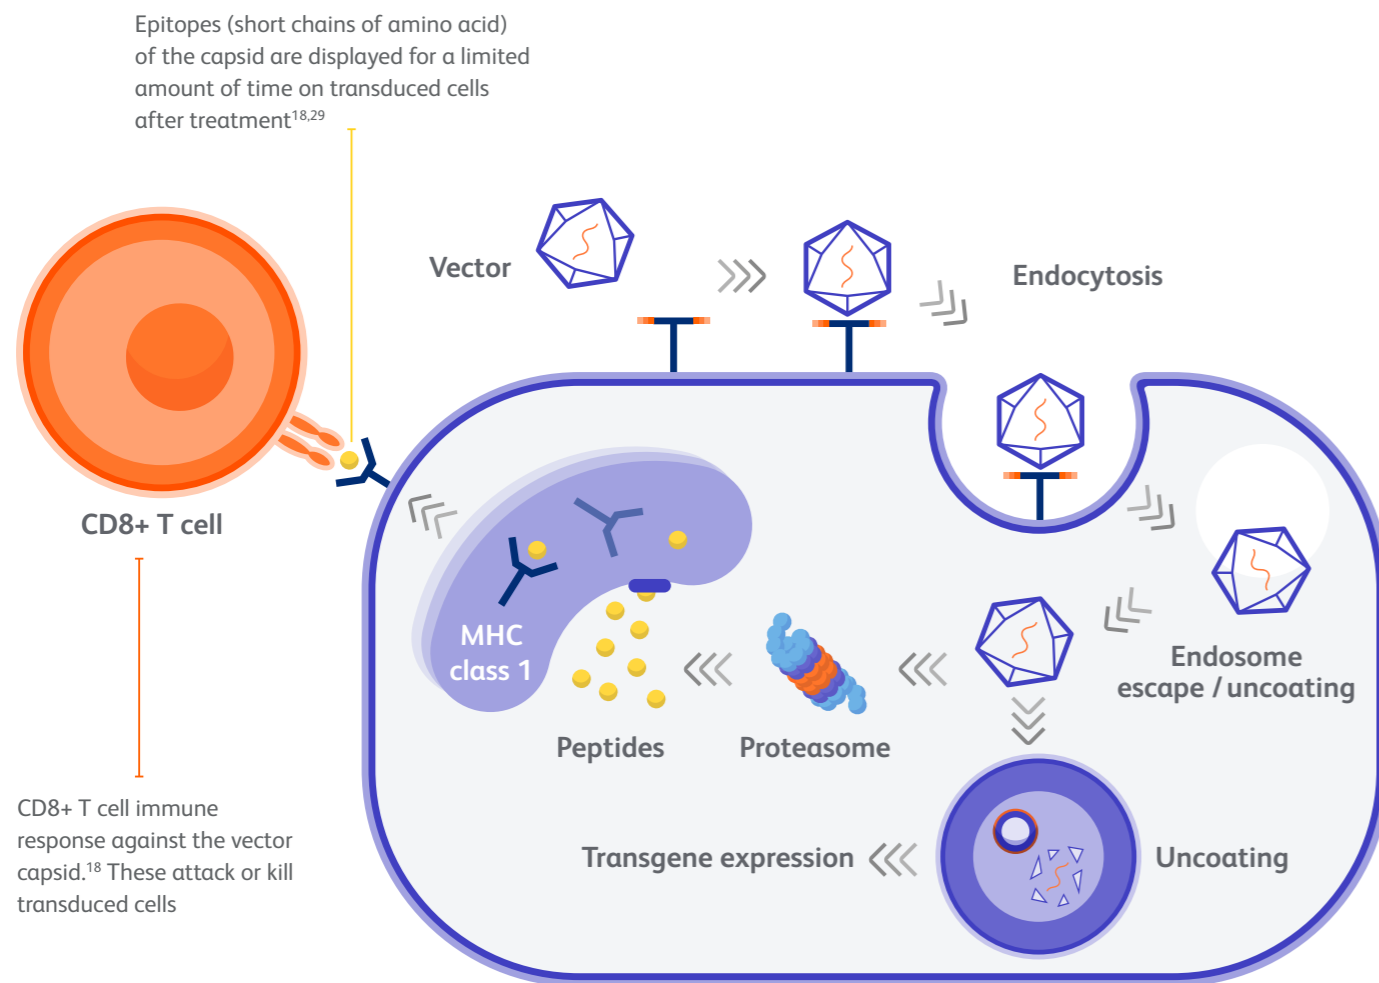 Epitopes (short chains of amino acid)
of the capsid are displayed for a limited
amount of time on transduced cells
after treatment18,29
Vector
Endocytosis
CD8+ T cell
MHC
class 1
Endosome
escape / uncoating
Peptides
Proteasome
CD8+ T cell immune
response against the vector
capsid.18 These attack or kill
transduced cells
Transgene expression
Uncoating